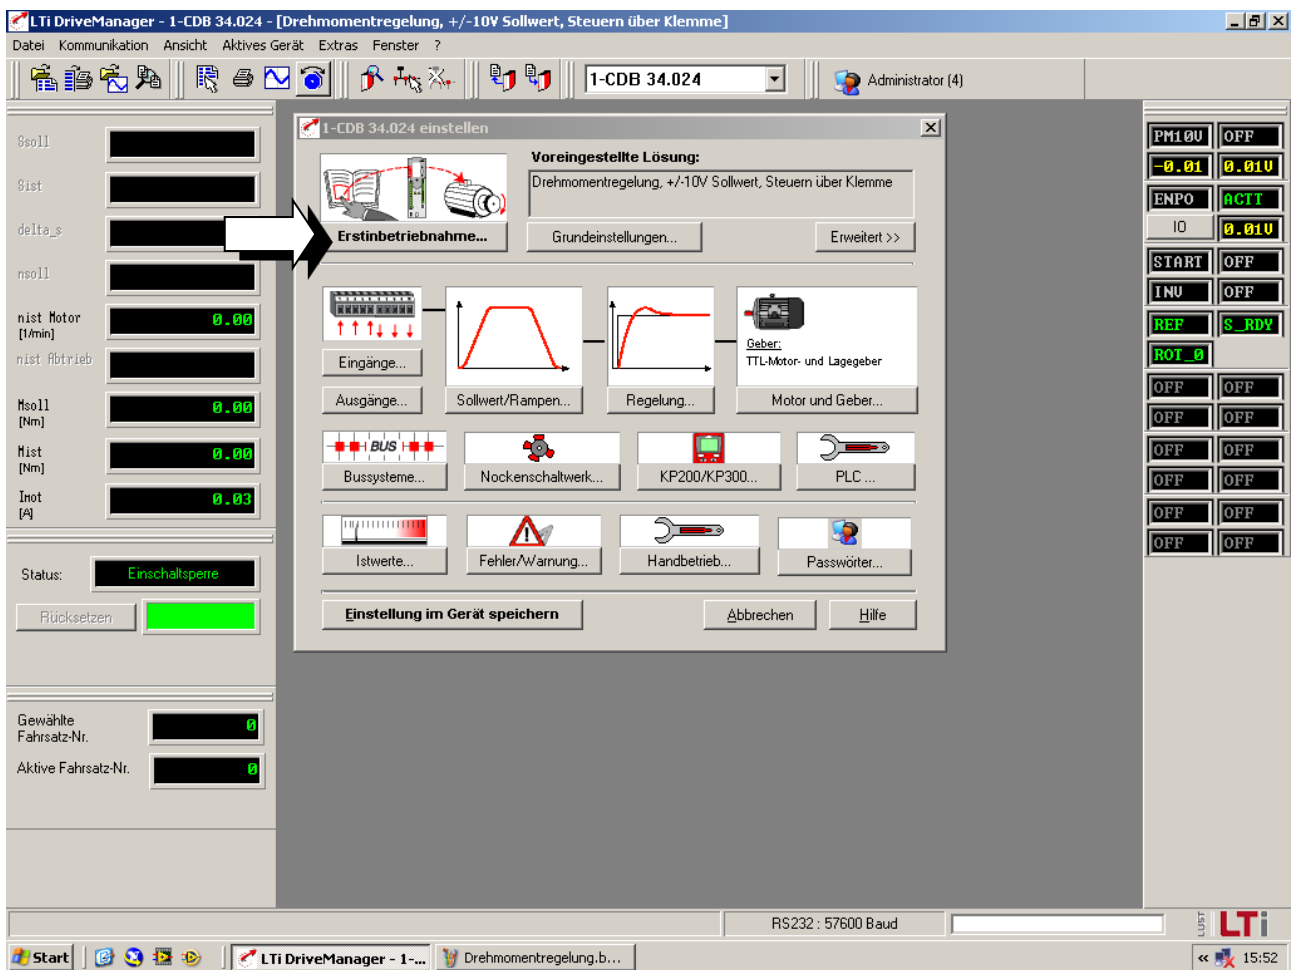 LTi DriveManager - 1-CDB 34.024 - [Drehmomentregelung, +/-10V Sollwert, Steuern über Klemme]
Datei Kommunikation Ansicht Aktives Gerät Extras Fenster ?
1-CDB 34.024
Administrator (4)
Ssoll
Sist
delta_s
nsoll
nist Motor
[1/min]
0.00
nist Abtrieb
Msoll
[Nm]
0.00
Mist
[Nm]
0.00
Imot
[A]
0.03
Status:
Einschaltsperre
Rücksetzen
Gewählte
Fahrsatz-Nr.
0
Aktive Fahrsatz-Nr.
0
1-CDB 34.024 einstellen
Voreingestellte Lösung:
Drehmomentregelung, +/-10V Sollwert, Steuern über Klemme
Erstinbetriebnahme...
Grundeinstellungen...
Erweitert >>
Geber:
TTL-Motor- und Lagegeber
Eingänge...
Ausgänge...
Sollwert/Rampen...
Regelung...
Motor und Geber...
BUS
Bussysteme...
Nockenschaltwerk...
KP200/KP300...
PLC ...
Istwerte...
Fehler/Warnung...
Handbetrieb...
Passwörter...
Einstellung im Gerät speichern
Abbrechen
Hilfe
PM10V OFF
-0.01 0.01V
ENPO ACTT
IO 0.01V
START OFF
INV OFF
REF S_RDY
ROT_0
OFF OFF
OFF OFF
OFF OFF
OFF OFF
OFF OFF
OFF OFF
RS232 : 57600 Baud
LUST LTi
Start
LTi DriveManager - 1-...
Drehmomentregelung.b...
« 15:52